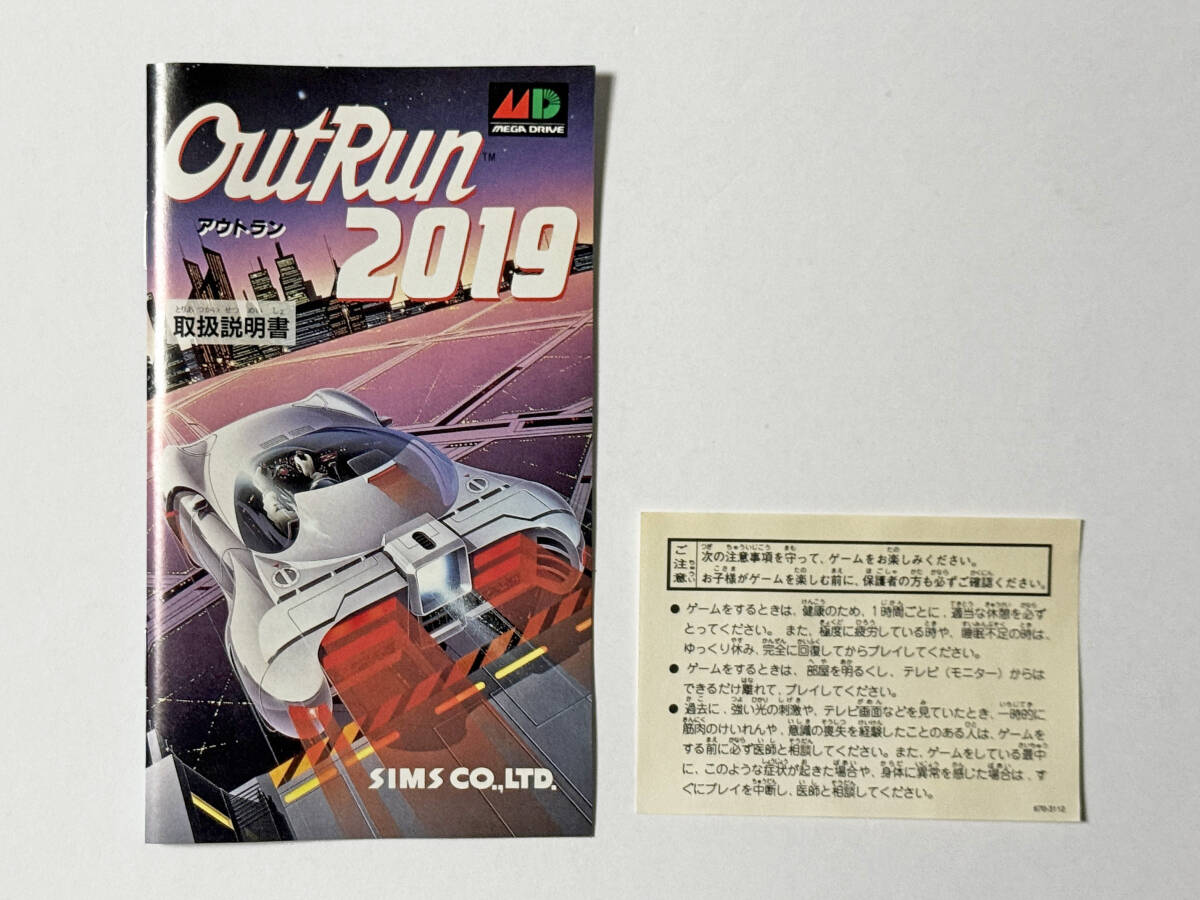 MD
MEGA DRIVE
OutRun™
アウトラン
2019
とりあつかいせつめいしょ
取扱説明書
SIMS CO.,LTD.
ご注意
次の注意事項を守って、ゲームをお楽しみください。
お子様がゲームを楽しむ前に、保護者の方も必ずご確認ください。
● ゲームをするときは、健康のため、1時間ごとに、適当な休憩を必ず
とってください。また、極度に疲労している時や、睡眠不足の時は、
ゆっくり休み、完全に回復してからプレイしてください。
● ゲームをするときは、部屋を明るくし、テレビ（モニター）からは
できるだけ離れて、プレイしてください。
● 過去に、強い光の刺激や、テレビ画面などを見ていたとき、一時的に
筋肉のけいれんや、意識の喪失を経験したことのある人は、ゲームを
する前に必ず医師と相談してください。また、ゲームをしている最中
に、このような症状が起きた場合や、身体に異常を感じた場合は、す
ぐにプレイを中断し、医師と相談してください。
670-3112